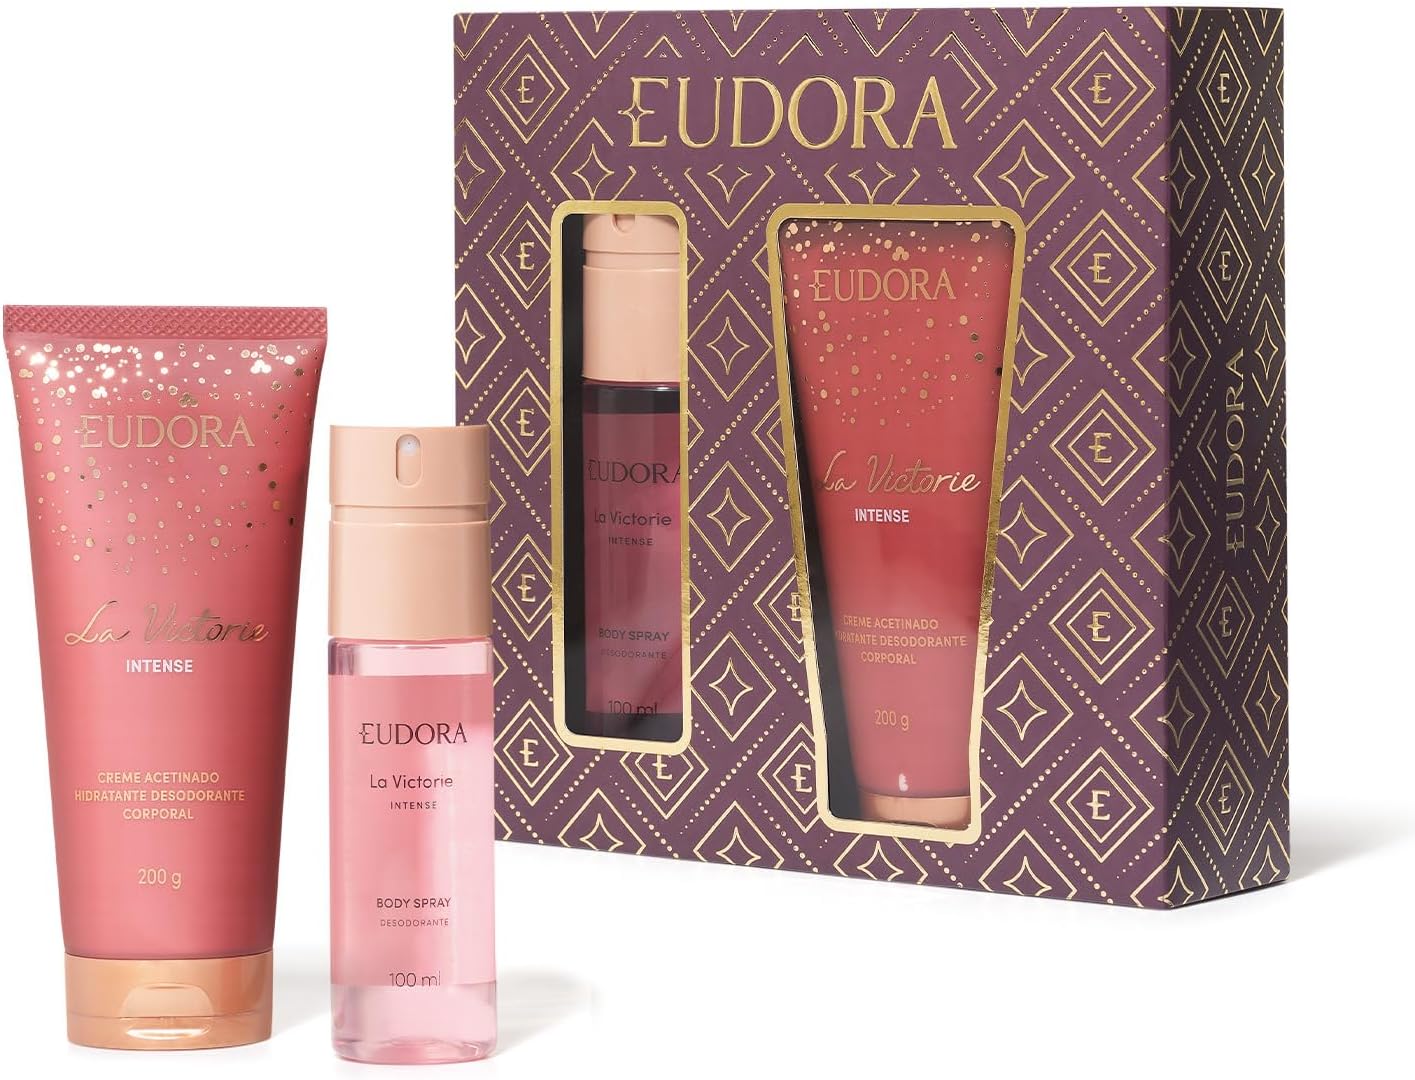 EUDORA
La Victorie
INTENSE
CREME ACETINADO
HIDRATANTE DESODORANTE
CORPORAL
200 g
EUDORA
La Victorie
INTENSE
BODY SPRAY
DESODORANTE
100 ml
EUDORA
EUDORA
La Victorie
INTENSE
BODY SPRAY
DESODORANTE
100 ml
EUDORA
La Victorie
INTENSE
CREME ACETINADO
HIDRATANTE DESODORANTE
CORPORAL
200 g
EUDORA
E
E
E
E
E
E
E
E
E
E
E
E
E
E